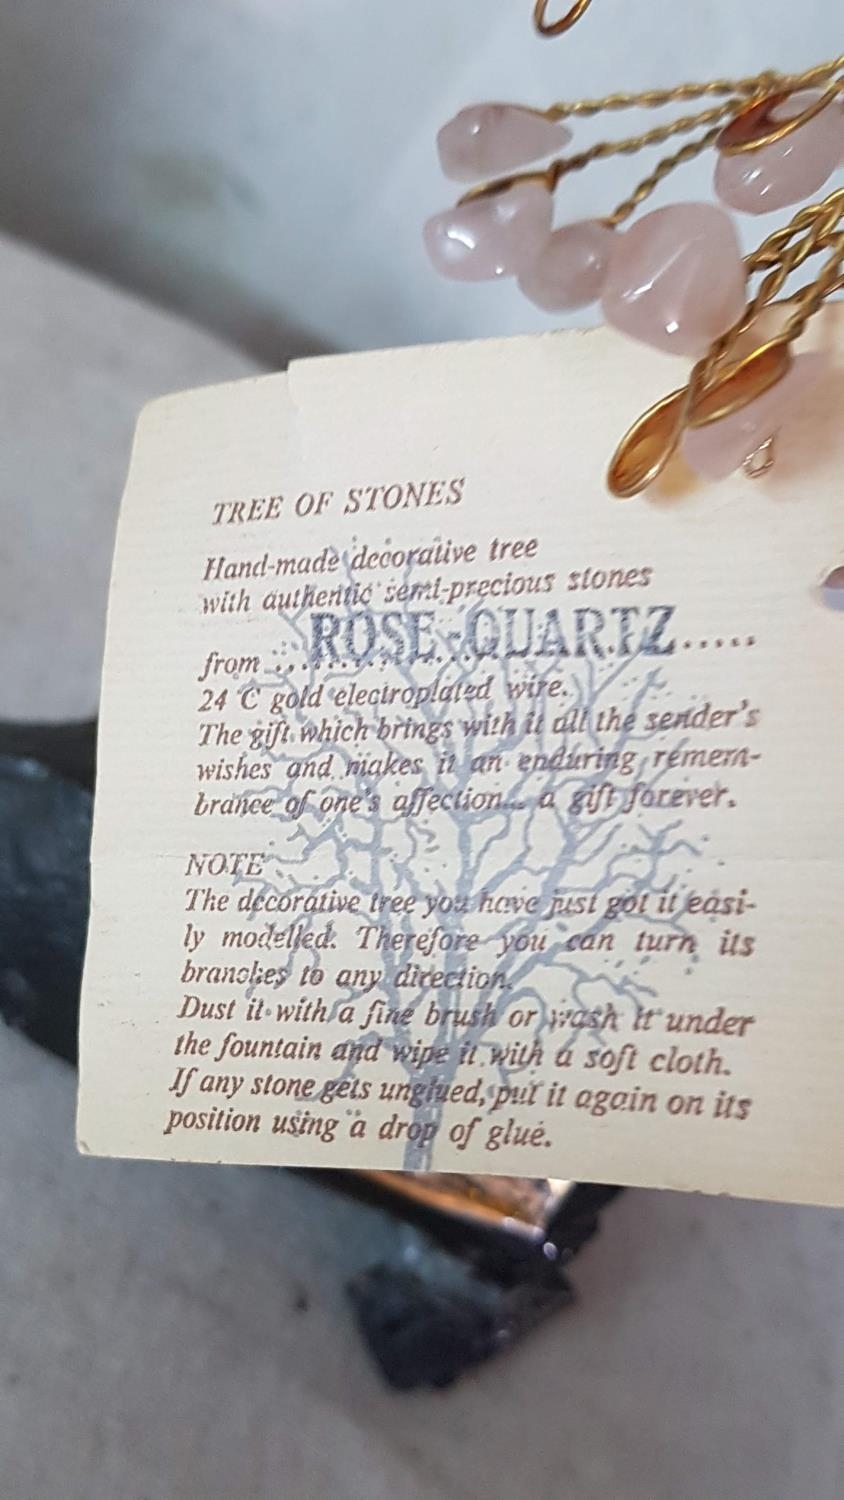 TREE OF STONES
Hand-made decorative tree
with authentic semi-precious stones
from ... ROSE-QUARTZ.....
24 C gold electroplated wire.
The gift which brings with it all the sender's
wishes and makes it an enduring remem-
brance of one's affection... a gift forever.
NOTE
The decorative tree you have just got it easi-
ly modelled. Therefore you can turn its
branches to any direction.
Dust it with a fine brush or wash it under
the fountain and wipe it with a soft cloth.
If any stone gets unglued, put it again on its
position using a drop of glue.